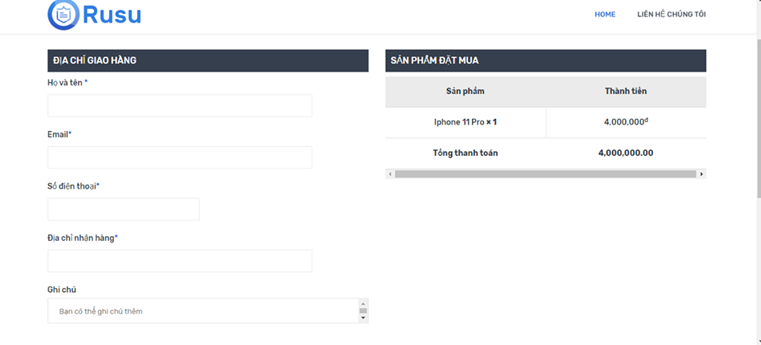 Rusu
HOME LIÊN HỆ CHÚNG TÔI
ĐỊA CHỈ GIAO HÀNG
Họ và tên *
Email*
Số điện thoại*
Địa chỉ nhận hàng*
Ghi chú
Bạn có thể ghi chú thêm
SẢN PHẨM ĐẶT MUA
Sản phẩm Thành tiền
Iphone 11 Pro × 1 4,000,000đ
Tổng thanh toán 4,000,000.00